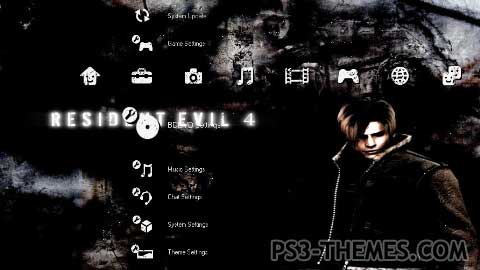 System Update
Game Settings
RESIDENT EVIL 4
BD/DVD Settings
Music Settings
Chat Settings
System Settings
Theme Settings
PS3-THEMES.COM